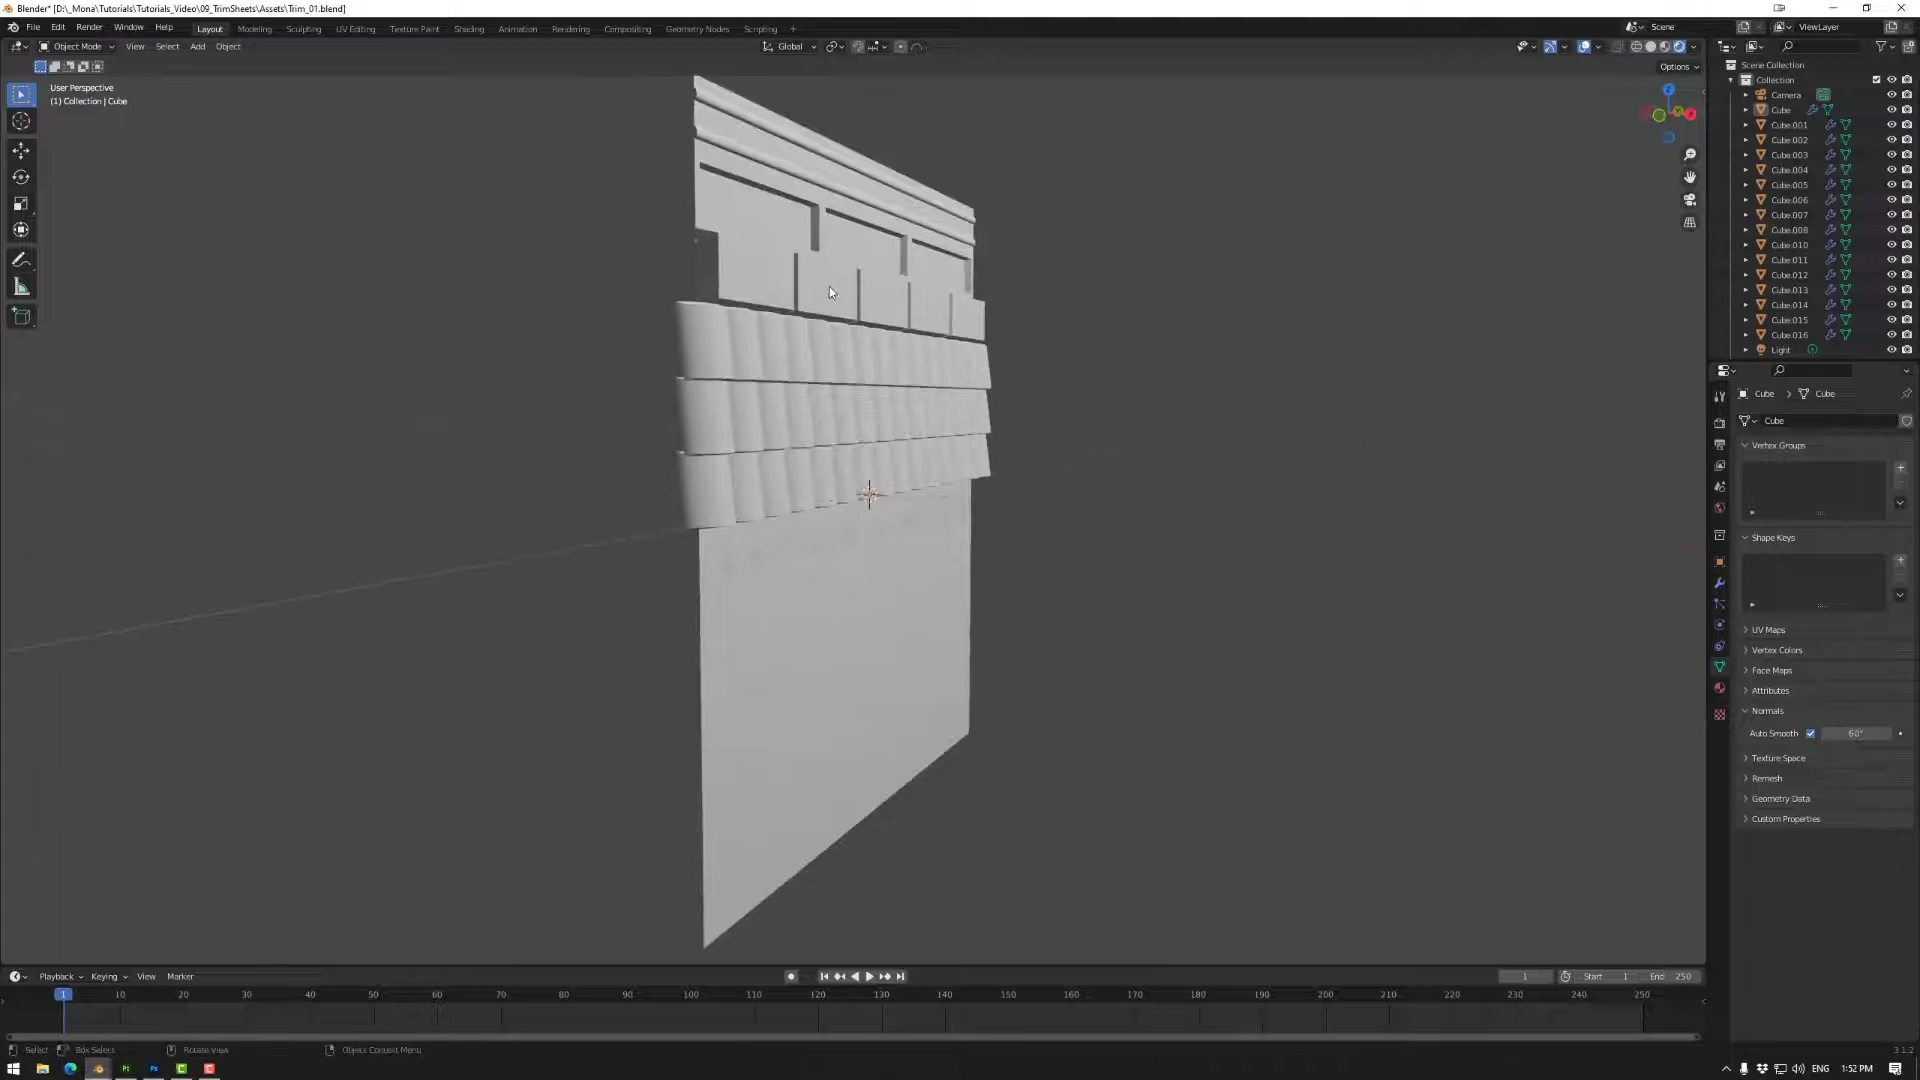 Blender* [D:\_Mona\Tutorials\Tutorials_Video\09_TrimSheets\Assets\Trim_01.blend]
File Edit Render Window Help Layout Modeling Sculpting UV Editing Texture Paint Shading Animation Rendering Compositing Geometry Nodes Scripting + Scene ViewLayer
Object Mode View Select Add Object Global
Options
User Perspective
(1) Collection | Cube
Scene Collection
Collection
Camera
Cube
Cube.001
Cube.002
Cube.003
Cube.004
Cube.005
Cube.006
Cube.007
Cube.008
Cube.010
Cube.011
Cube.012
Cube.013
Cube.014
Cube.015
Cube.016
Light
Cube > Cube
Cube
Vertex Groups
Shape Keys
UV Maps
Vertex Colors
Face Maps
Attributes
Normals
Auto Smooth 60°
Texture Space
Remesh
Geometry Data
Custom Properties
Playback Keying View Marker 1 Start 1 End 250
1 10 20 30 40 50 60 70 80 90 100 110 120 130 140 150 160 170 180 190 200 210 220 230 240 250
Select Box Select Rotate View Object Context Menu 3.1.2
Pt Ps C ENG 1:52 PM